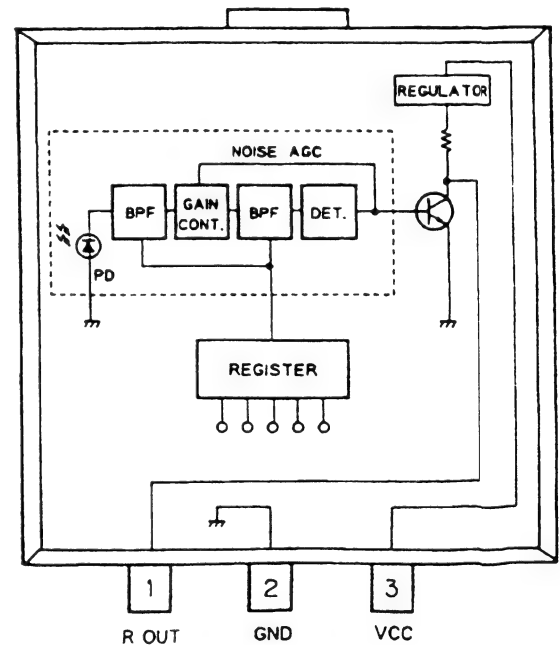 REGULATOR
NOISE AGC
BPF
GAIN
CONT.
BPF
DET.
PD
REGISTER
1
2
3
R OUT
GND
VCC